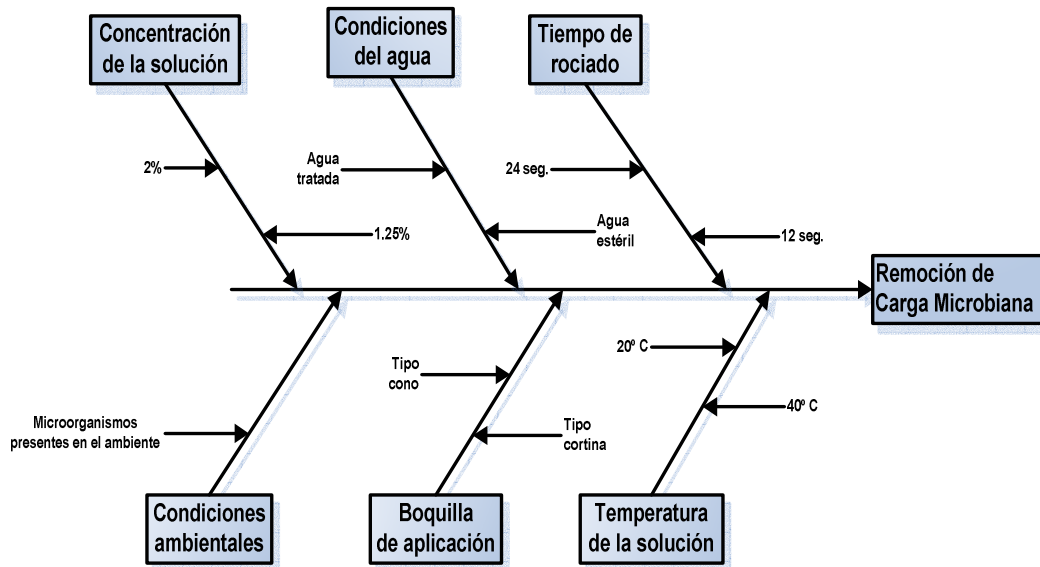 Concentración
de la solución
Condiciones
del agua
Tiempo de
rociado
2%
1.25%
Agua
tratada
Agua
estéril
24 seg.
12 seg.
Remoción de
Carga Microbiana
Microorganismos
presentes en el ambiente
Tipo
cono
Tipo
cortina
20º C
40º C
Condiciones
ambientales
Boquilla
de aplicación
Temperatura
de la solución